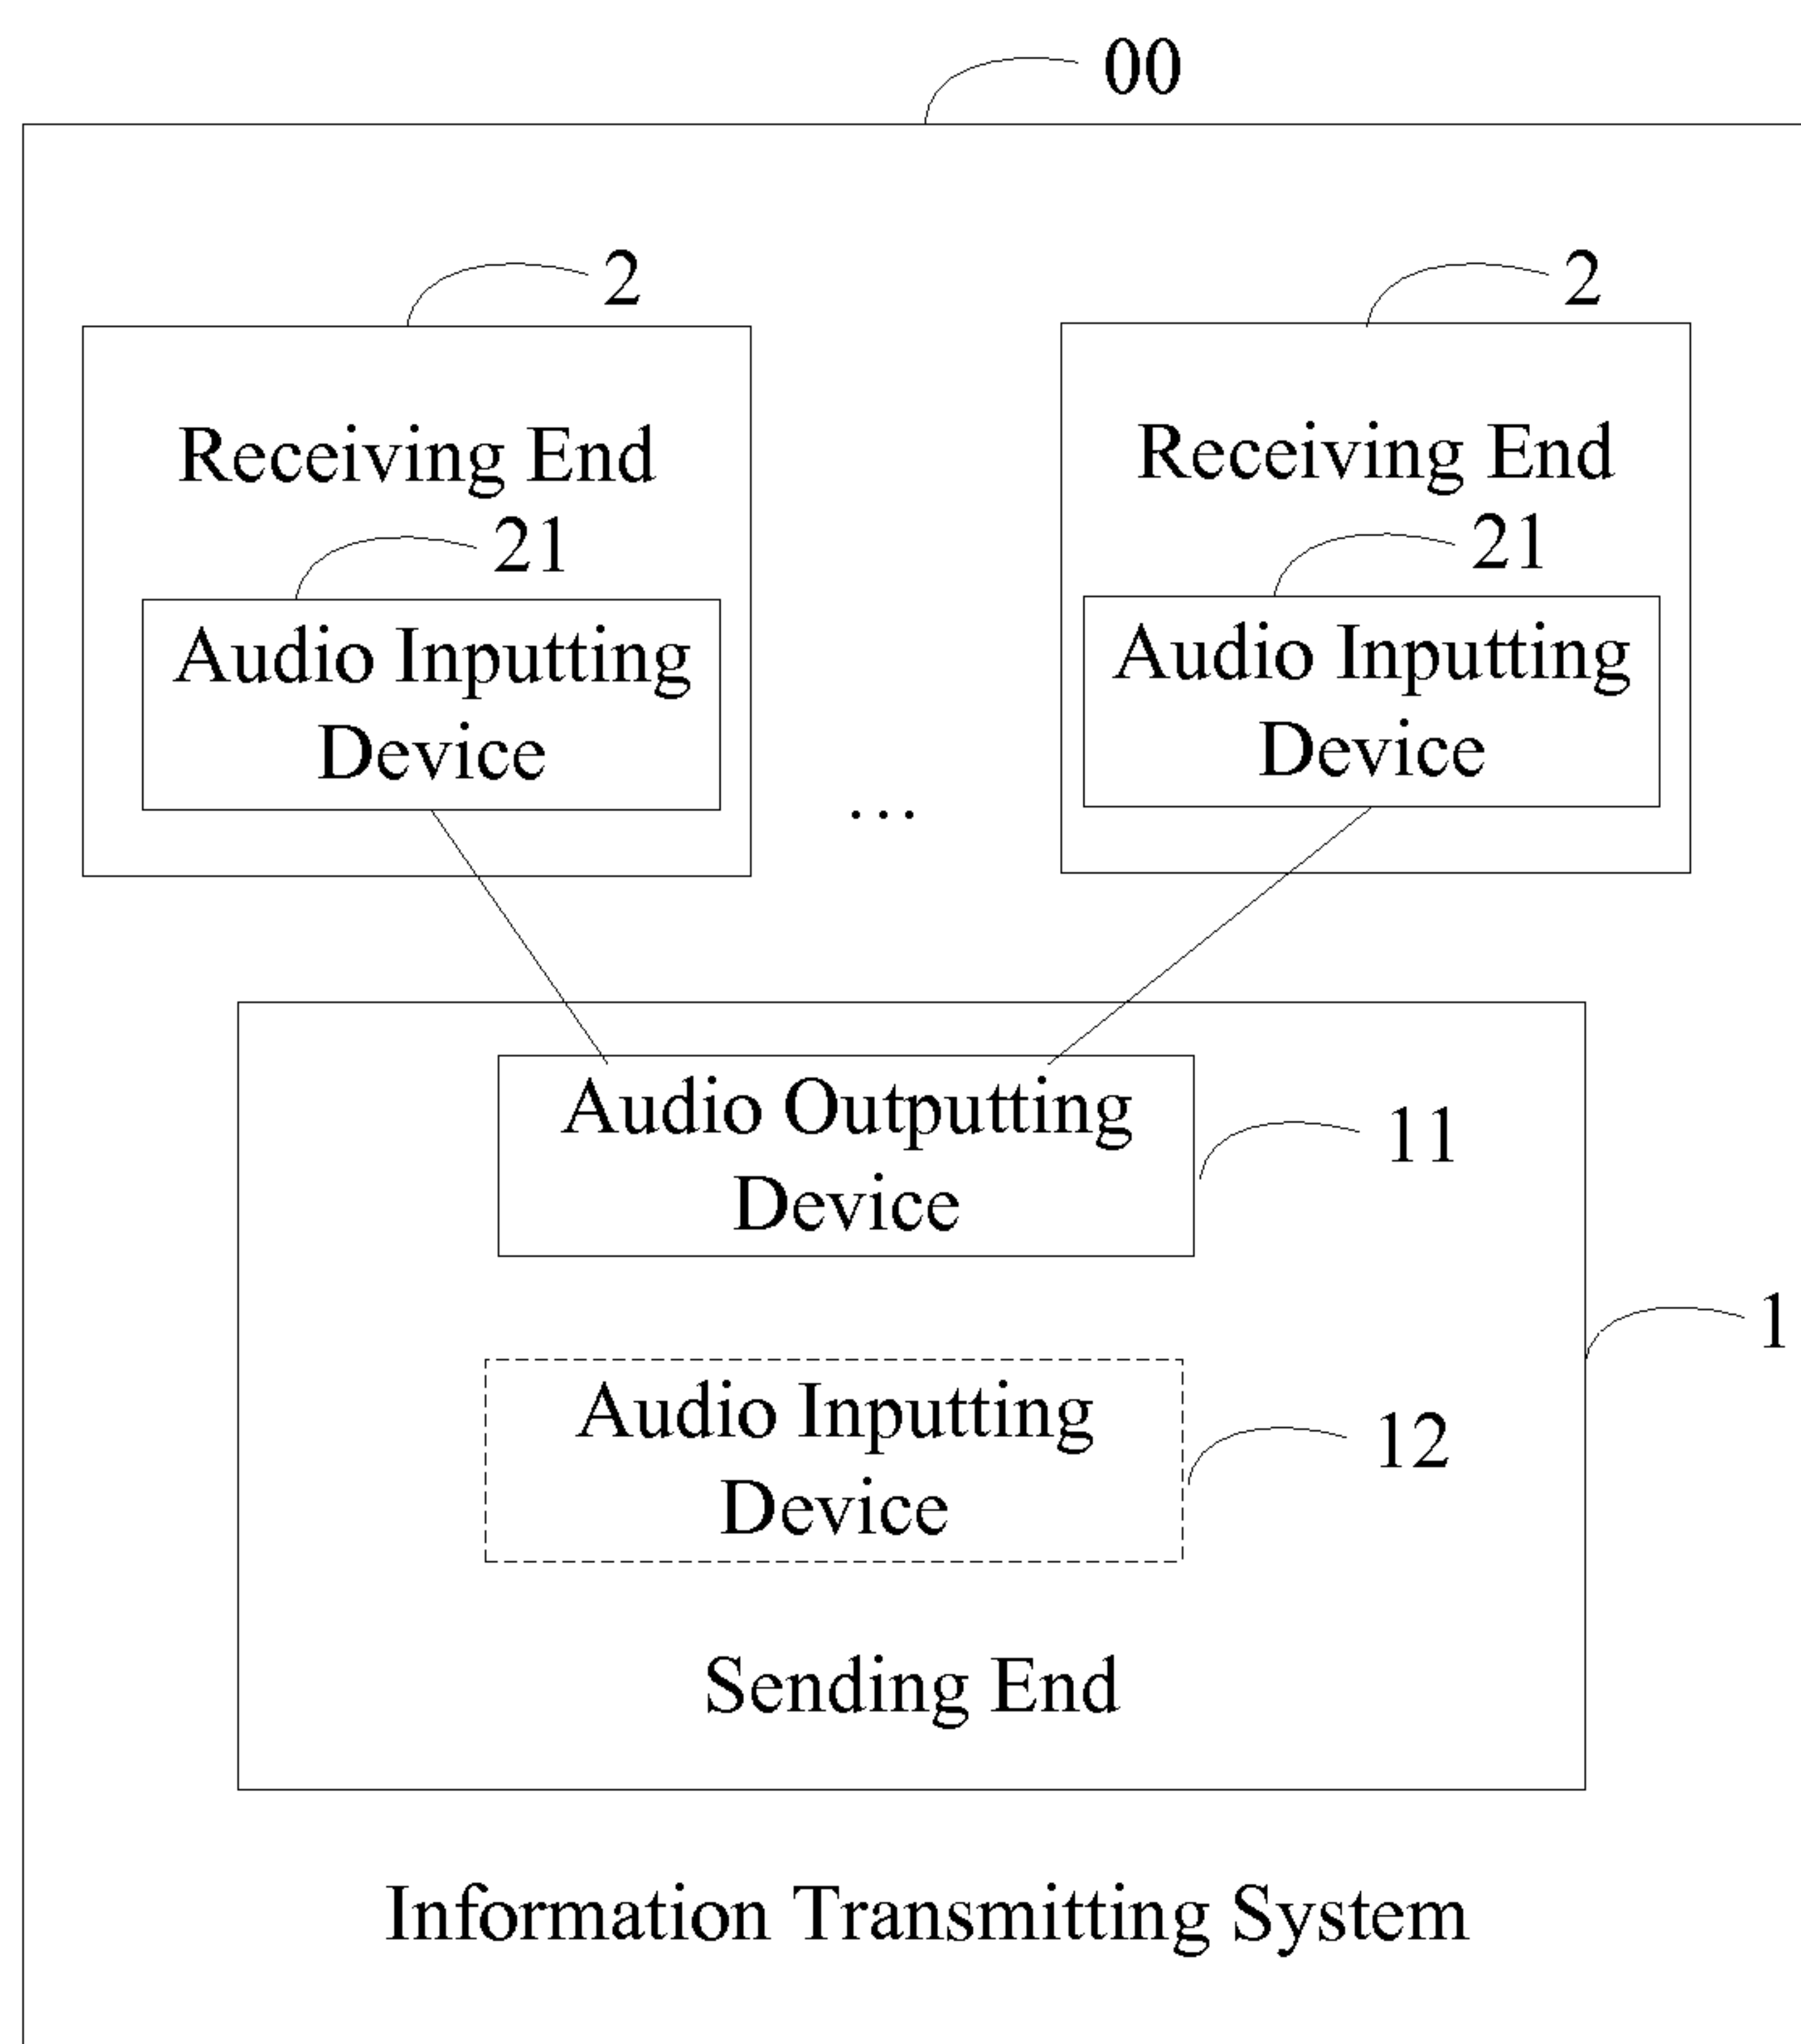 00
2
2
Receiving End
Receiving End
21
21
Audio Inputting
Device
Audio Inputting
Device
...
Audio Outputting
Device
11
1
Audio Inputting
Device
12
Sending End
Information Transmitting System